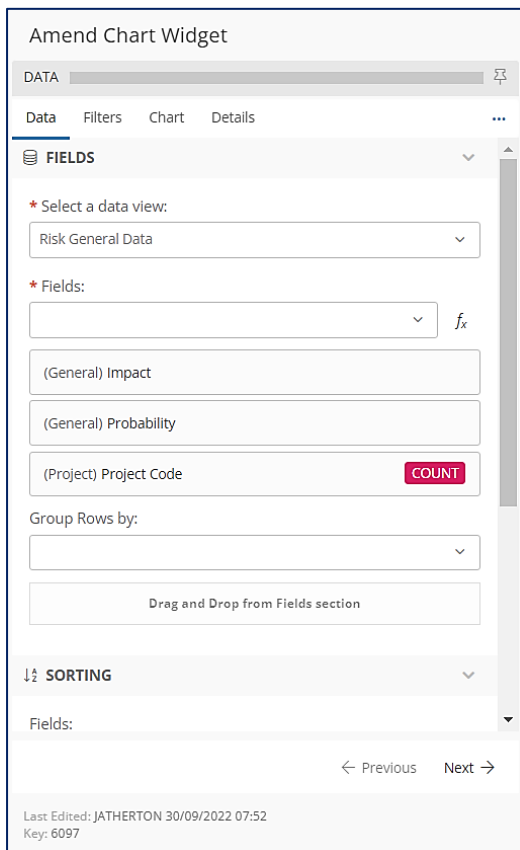 Amend Chart Widget
DATA
Data Filters Chart Details
FIELDS
* Select a data view:
Risk General Data
* Fields:
fx
(General) Impact
(General) Probability
(Project) Project Code COUNT
Group Rows by:
Drag and Drop from Fields section
SORTING
Fields:
Previous Next
Last Edited: JATHERTON 30/09/2022 07:52
Key: 6097